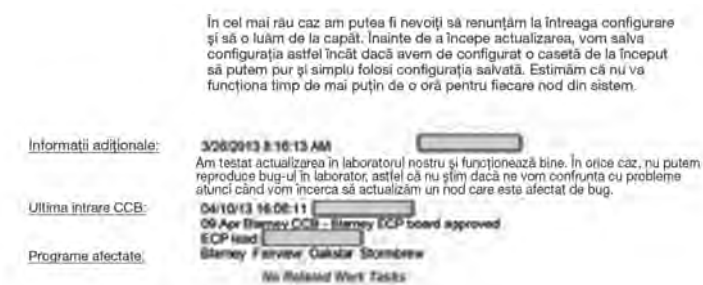 În cel mai rău caz am putea fi nevoiți să renunțăm la întreaga configurare
și să o luăm de la capăt. Înainte de a începe actualizarea, vom salva
configurația astfel încât dacă avem de configurat o casetă de la început
să putem pur și simplu folosi configurația salvată. Estimăm că nu va
funcționa timp de mai puțin de o oră pentru fiecare nod din sistem.
Informații adiționale: 3/26/2013 8:16:13 AM
Am testat actualizarea în laboratorul nostru și funcționează bine. În orice caz, nu putem
reproduce bug-ul în laborator, astfel că nu știm dacă ne vom confrunta cu probleme
atunci când vom încerca să actualizăm un nod care este afectat de bug.
Ultima intrare CCB: 04/10/13 16:06:11
09 Apr Blarney CCB - Blarney ECP board approved
ECP lead
Programe afectate: Blarney Fairview Oakstar Stormbrew
No Related Work Tasks